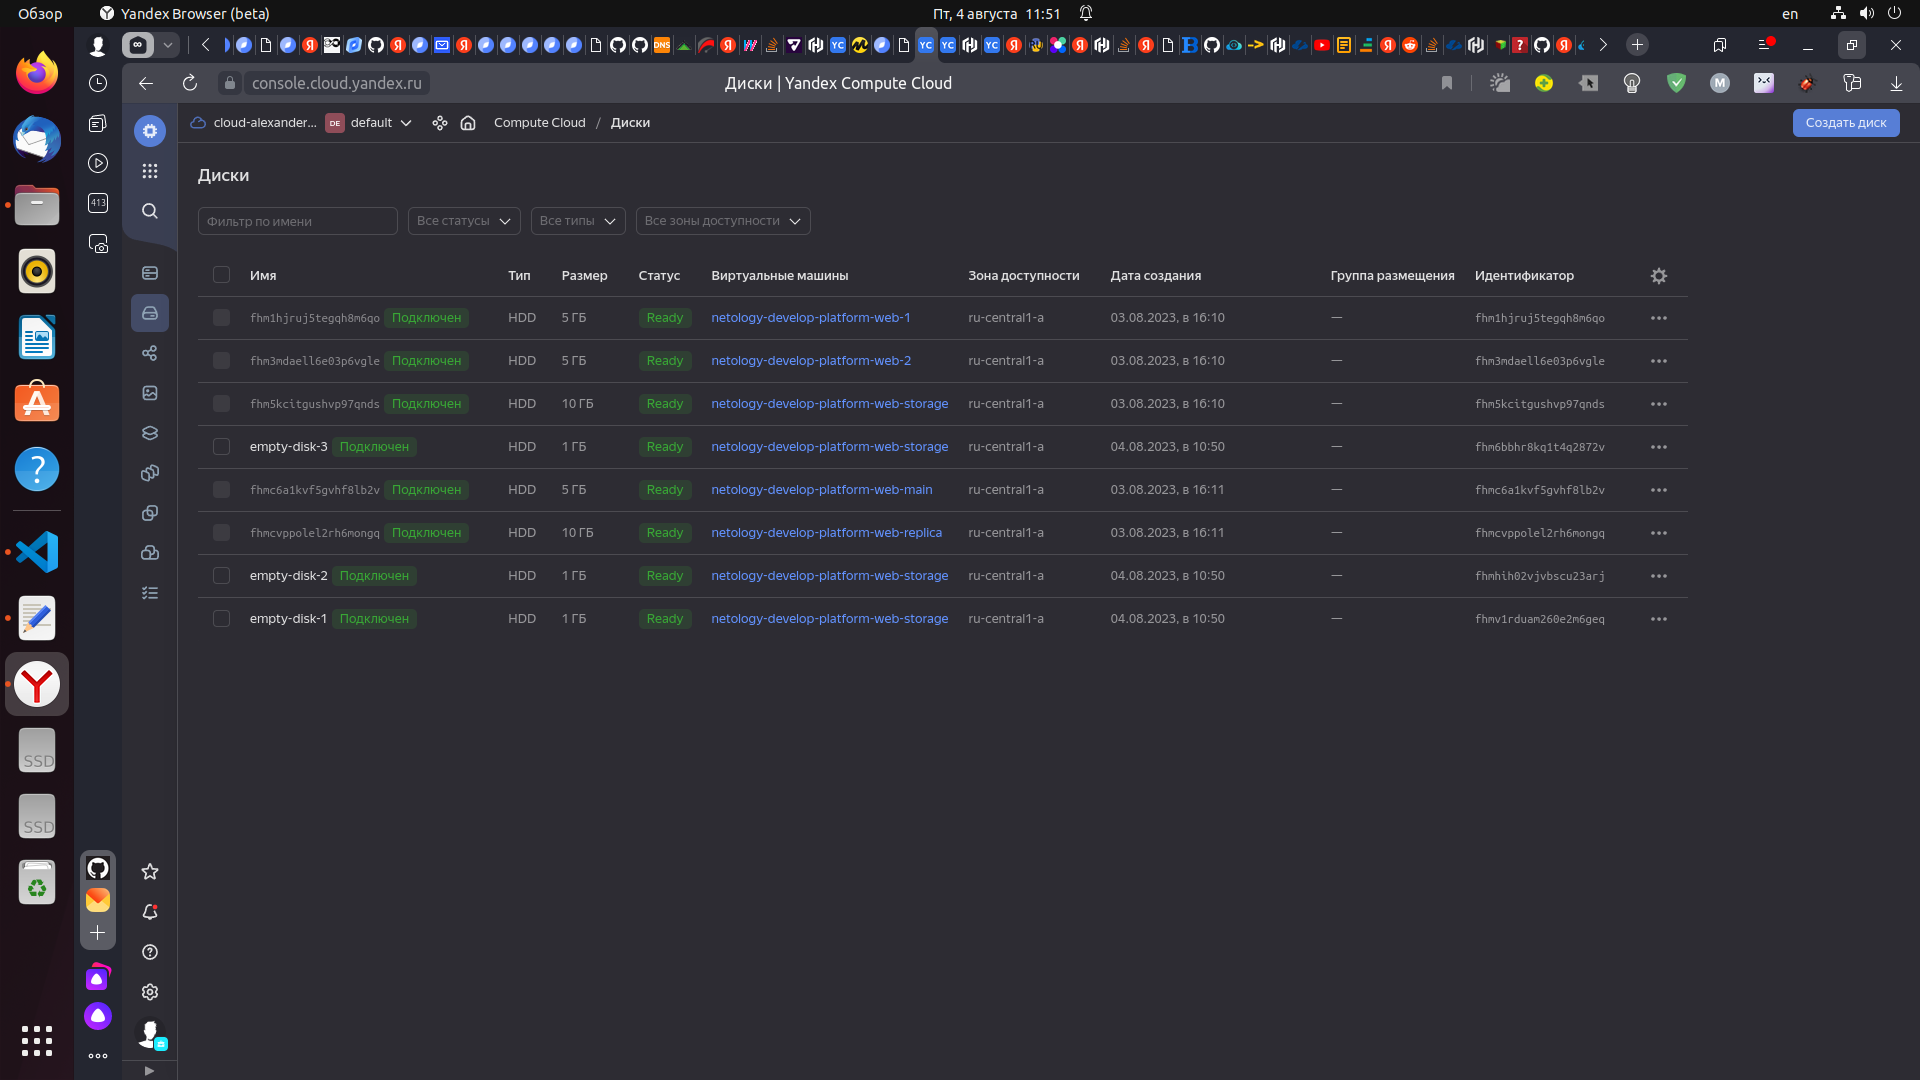 Обзор
Yandex Browser (beta)
Пт, 4 августа 11:51
en
console.cloud.yandex.ru
Диски | Yandex Compute Cloud
413
cloud-alexander...
DE
default
Compute Cloud / Диски
Создать диск
Диски
Фильтр по имени
Все статусы
Все типы
Все зоны доступности
Имя Тип Размер Статус Виртуальные машины Зона доступности Дата создания Группа размещения Идентификатор
fhm1hjruj5tegqh8m6qo Подключен HDD 5 ГБ Ready netology-develop-platform-web-1 ru-central1-a 03.08.2023, в 16:10 — fhm1hjruj5tegqh8m6qo
fhm3mdaell6e03p6vgle Подключен HDD 5 ГБ Ready netology-develop-platform-web-2 ru-central1-a 03.08.2023, в 16:10 — fhm3mdaell6e03p6vgle
fhm5kcitgushvp97qnds Подключен HDD 10 ГБ Ready netology-develop-platform-web-storage ru-central1-a 03.08.2023, в 16:10 — fhm5kcitgushvp97qnds
empty-disk-3 Подключен HDD 1 ГБ Ready netology-develop-platform-web-storage ru-central1-a 04.08.2023, в 10:50 — fhm6bbhr8kq1t4q2872v
fhmc6a1kvf5gvhf8lb2v Подключен HDD 5 ГБ Ready netology-develop-platform-web-main ru-central1-a 03.08.2023, в 16:11 — fhmc6a1kvf5gvhf8lb2v
fhmcvppolel2rh6mongq Подключен HDD 10 ГБ Ready netology-develop-platform-web-replica ru-central1-a 03.08.2023, в 16:11 — fhmcvppolel2rh6mongq
empty-disk-2 Подключен HDD 1 ГБ Ready netology-develop-platform-web-storage ru-central1-a 04.08.2023, в 10:50 — fhmhih02vjvbscu23arj
empty-disk-1 Подключен HDD 1 ГБ Ready netology-develop-platform-web-storage ru-central1-a 04.08.2023, в 10:50 — fhmv1rduam260e2m6geq
SSD
SSD